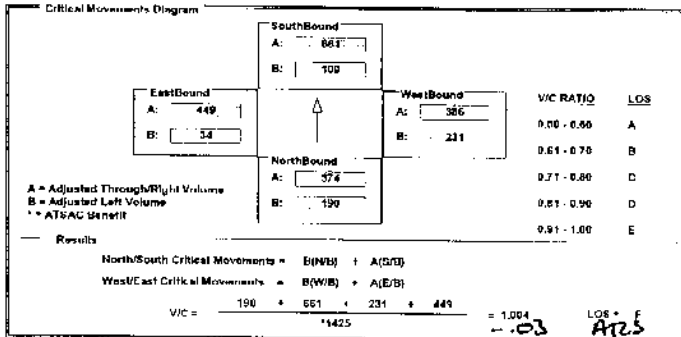 Critical Movements Diagram
SouthBound
A: 661
B: 109
EastBound
A: 449
B: 34
WestBound
A: 386
B: 231
NorthBound
A: 574
B: 190
V/C RATIO LOS
0.00 - 0.60 A
0.61 - 0.70 B
0.71 - 0.80 C
0.81 - 0.90 D
0.91 - 1.00 E
A = Adjusted Through/Right Volume
B = Adjusted Left Volume
* = ATSAC Benefit
Results
North/South Critical Movements = B(N/B) + A(S/B)
West/East Critical Movements = B(W/B) + A(E/B)
V/C = 190 + 661 + 231 + 449 = 1.004 LOS = F
*1425
-.03